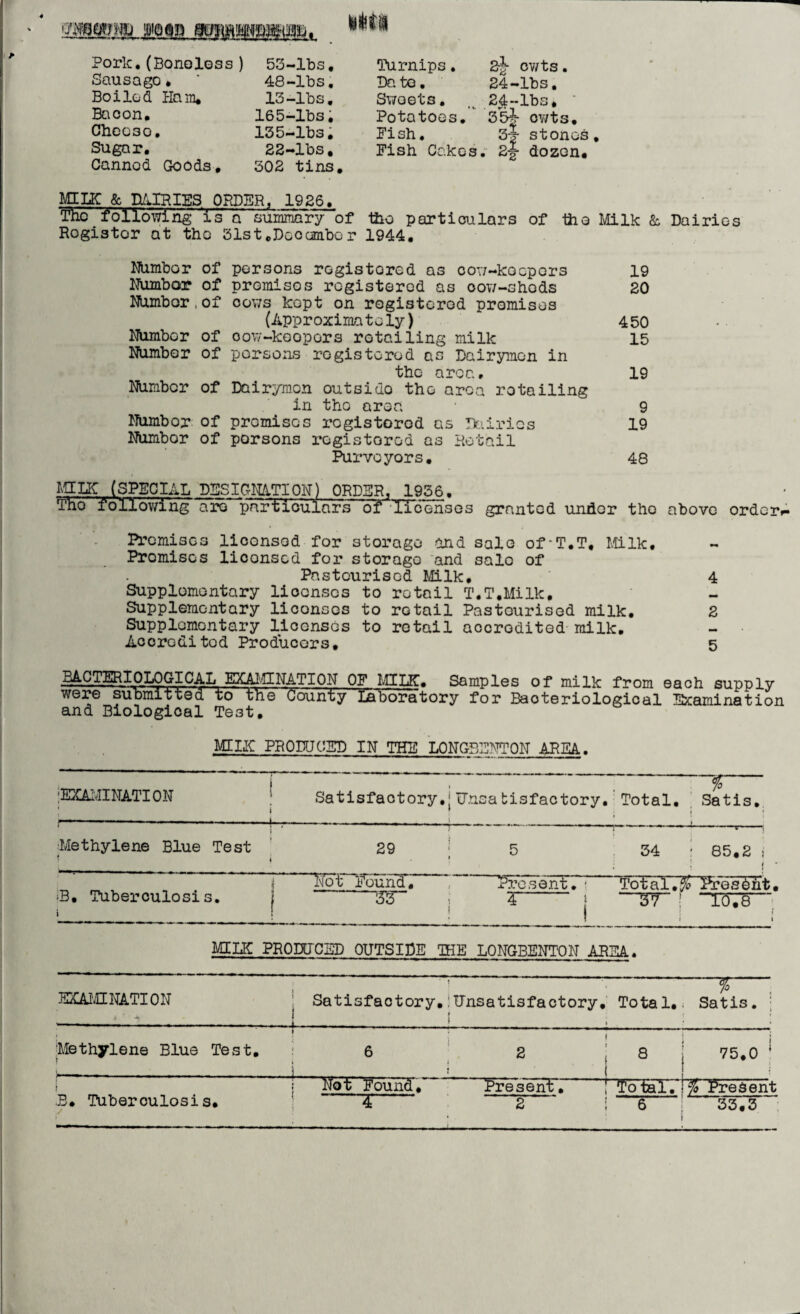 UNSOUND FOOD SURRENDERED.
Pork. (Boneless ) 53-lbs. Turnips. 2½ cwts.
Sausage. 48-lbs. Date. 24-lbs.
Boiled Ham. 13-lbs. Sweets. 24-lbs.
Bacon. 165-lbs. Potatoes. 35½ cwts.
Cheese. 135-lbs. Fish. 3½ stones.
Sugar. 22-lbs. Fish Cakes. 2½ dozen.
Canned Goods. 302 tins.
MILK & DAIRIES ORDER, 1926.
The following is a summary of the particulars of the Milk & Dairies
Register at the 31st.December 1944.
Number of persons registered as cow-keepers 19
Number of premises registered as cow-sheds 20
Number of cows kept on registered premises
(Approximately) 450
Number of cow-keepers retailing milk 15
Number of persons registered as Dairymen in
the area. 19
Number of Dairymen outside the area retailing
in the area 9
Number of premises registered as Dairies 19
Number of persons registered as Retail
Purveyors. 48
MILK (SPECIAL DESIGNATION) ORDER, 1936.
The following are particulars of licenses granted under the above order-
Premises licensed for storage and sale of T.T. Milk. -
Premises licensed for storage and sale of
Pasteurised Milk. 4
Supplementary licenses to retail T.T.Milk. -
Supplementary licenses to retail Pasteurised milk. 2
Supplementary licenses to retail accredited milk. -
Accredited Producers. 5
BACTERIOLOGICAL EXAMINATION OF MILK. Samples of milk from each supply
were submitted to the County Laboratory for Bacteriological Examination
and Biological Test.
MILK PRODUCED IN THE LONGBENTON AREA.
%
EXAMINATION Satisfactory. Unsatisfactory. Total. Satis.
Methylene Blue Test 29 5 34 85.2
Not Found. Present. Total. % Present.
B. Tuberculosis. 33 4 37 10.8
MILK PRODUCED OUTSIDE THE LONGBENTON AREA.
%
EXAMINATION Satisfactory. Unsatisfactory. Total. Satis.
Methylene Blue Test. 6 2 8 75.0
Not Found. Present. Total. % Present
B. Tuberculosis. 4 2 6 33.3